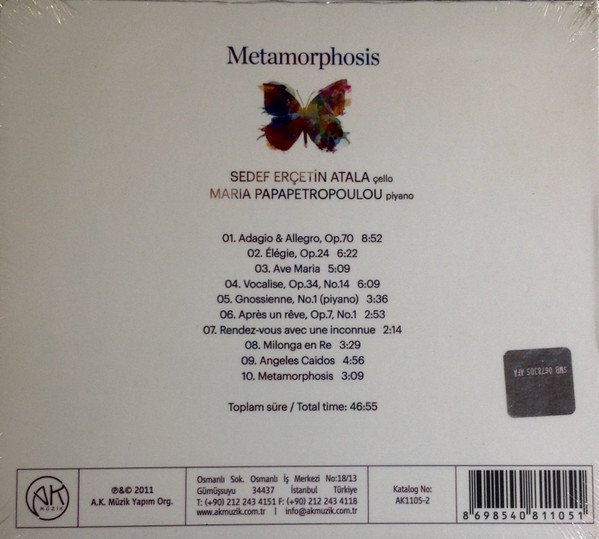 Metamorphosis
SEDEF ERÇETİN ATALA çello
MARIA PAPAPETROPOULOU piyano
01. Adagio & Allegro, Op.70 8:52
02. Élégie, Op.24 6:22
03. Ave Maria 5:09
04. Vocalise, Op.34, No.14 6:09
05. Gnossienne, No.1 (piyano) 3:36
06. Après un rêve, Op.7, No.1 2:53
07. Rendez-vous avec une inconnue 2:14
08. Milonga en Re 3:29
09. Angeles Caidos 4:56
10. Metamorphosis 3:09
Toplam süre / Total time: 46:55
SMB 0678305 AFA
AK
MÜZİK
℗&© 2011
A.K. Müzik Yapım Org.
Osmanlı Sok. Osmanlı İş Merkezi No:18/13
Gümüşsuyu 34437 İstanbul Türkiye
T: (+90) 212 243 4151 F: (+90) 212 243 4118
www.akmuzik.com.tr | info@akmuzik.com.tr
Katalog No:
AK1105-2
8 698540 811051